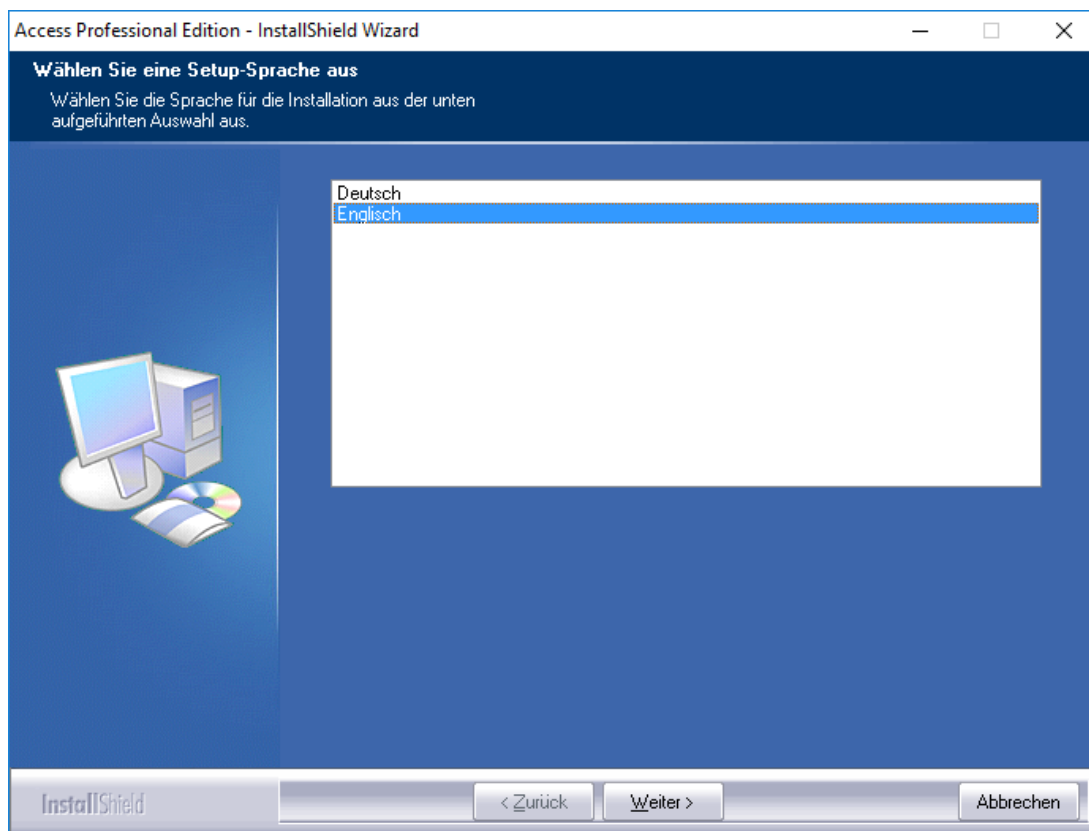 Access Professional Edition - InstallShield Wizard
Wählen Sie eine Setup-Sprache aus
Wählen Sie die Sprache für die Installation aus der unten
aufgeführten Auswahl aus.
Deutsch
Englisch
InstallShield
< Zurück
Weiter >
Abbrechen